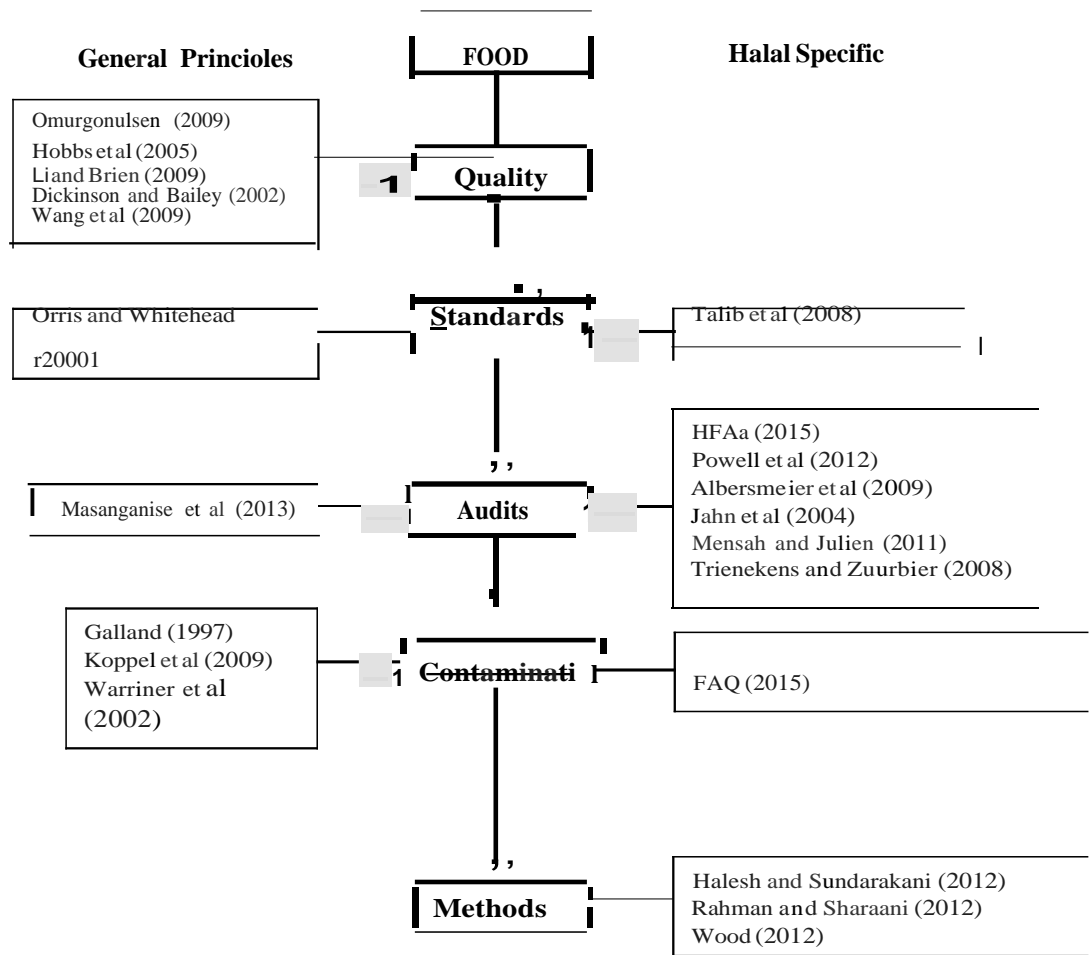 General Princioles
FOOD
Halal Specific
Omurgonulsen (2009)
Hobbs et al (2005)
Li and Brien (2009)
Dickinson and Bailey (2002)
Wang et al (2009)
Quality
Orris and Whitehead
r20001
Standards
Talib et al (2008)
Masanganise et al (2013)
Audits
HFAa (2015)
Powell et al (2012)
Albersmeier et al (2009)
Jahn et al (2004)
Mensah and Julien (2011)
Trienekens and Zuurbier (2008)
Galland (1997)
Koppel et al (2009)
Warriner et al
(2002)
Contaminati
FAQ (2015)
Methods
Halesh and Sundarakani (2012)
Rahman and Sharaani (2012)
Wood (2012)